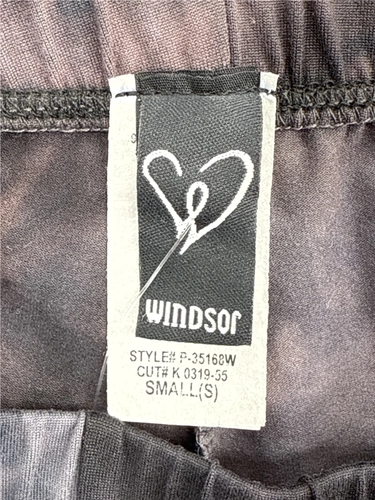 WINDSOR
STYLE# P-35168W
CUT# K 0319-55
SMALL(S)